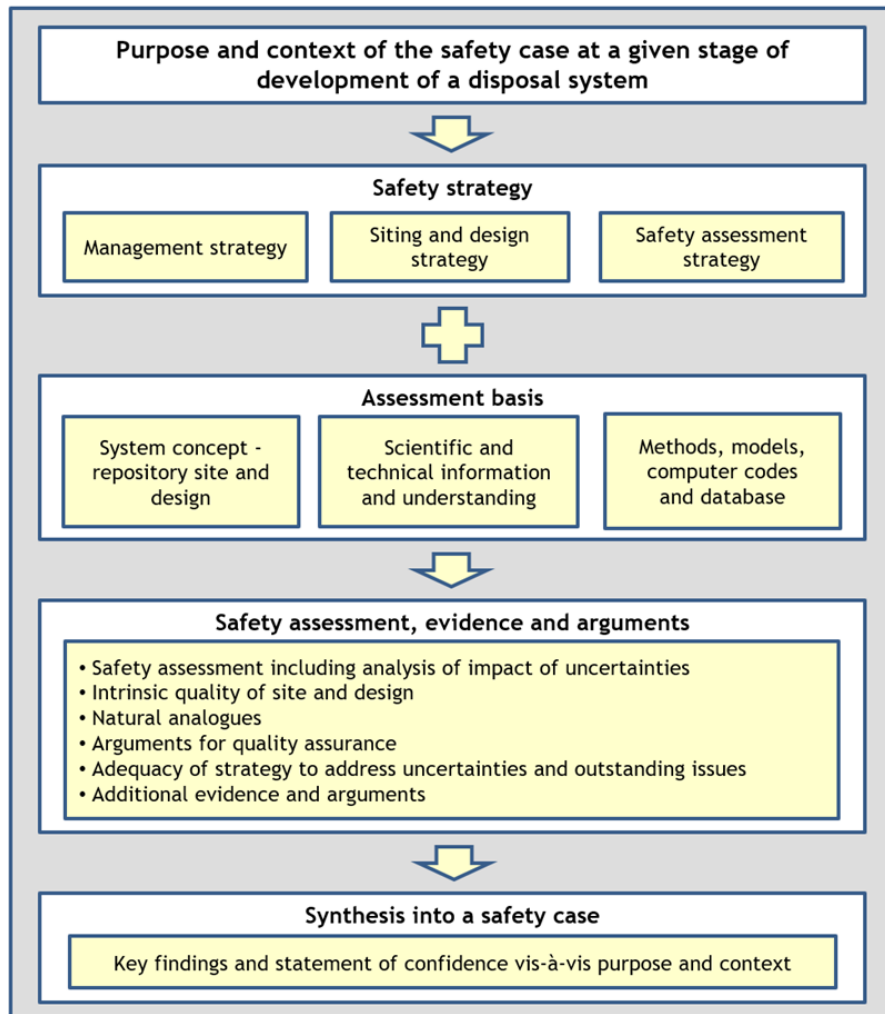 Purpose and context of the safety case at a given stage of
development of a disposal system
Safety strategy
Management strategy
Siting and design
strategy
Safety assessment
strategy
Assessment basis
System concept -
repository site and
design
Scientific and
technical information
and understanding
Methods, models,
computer codes
and database
Safety assessment, evidence and arguments
• Safety assessment including analysis of impact of uncertainties
• Intrinsic quality of site and design
• Natural analogues
• Arguments for quality assurance
• Adequacy of strategy to address uncertainties and outstanding issues
• Additional evidence and arguments
Synthesis into a safety case
Key findings and statement of confidence vis-à-vis purpose and context